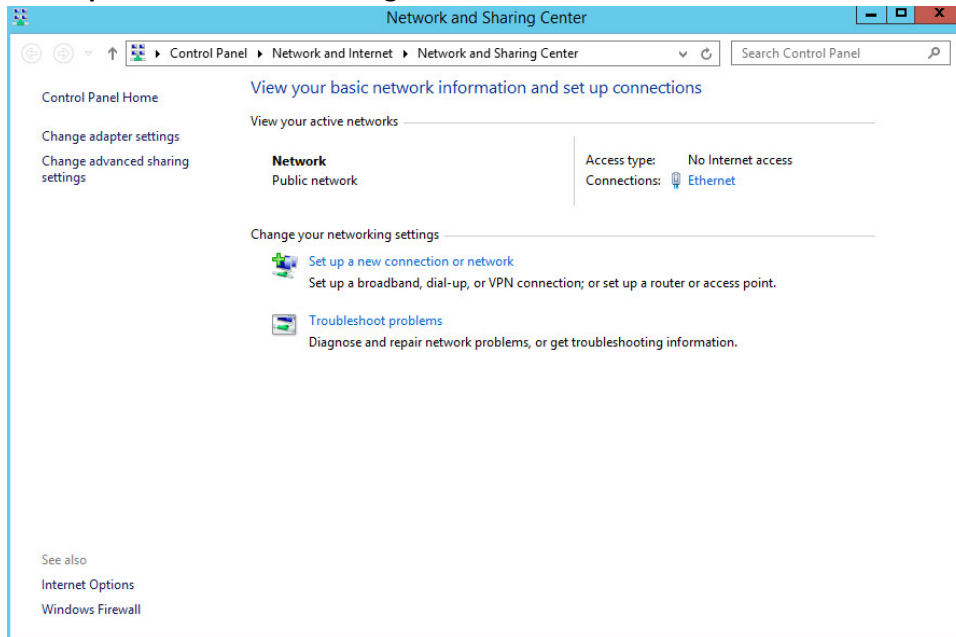 Network and Sharing Center
Control Panel Network and Internet Network and Sharing Center
Search Control Panel
Control Panel Home
Change adapter settings
Change advanced sharing
settings
View your basic network information and set up connections
View your active networks
Network
Public network
Access type: No Internet access
Connections: Ethernet
Change your networking settings
Set up a new connection or network
Set up a broadband, dial-up, or VPN connection; or set up a router or access point.
Troubleshoot problems
Diagnose and repair network problems, or get troubleshooting information.
See also
Internet Options
Windows Firewall